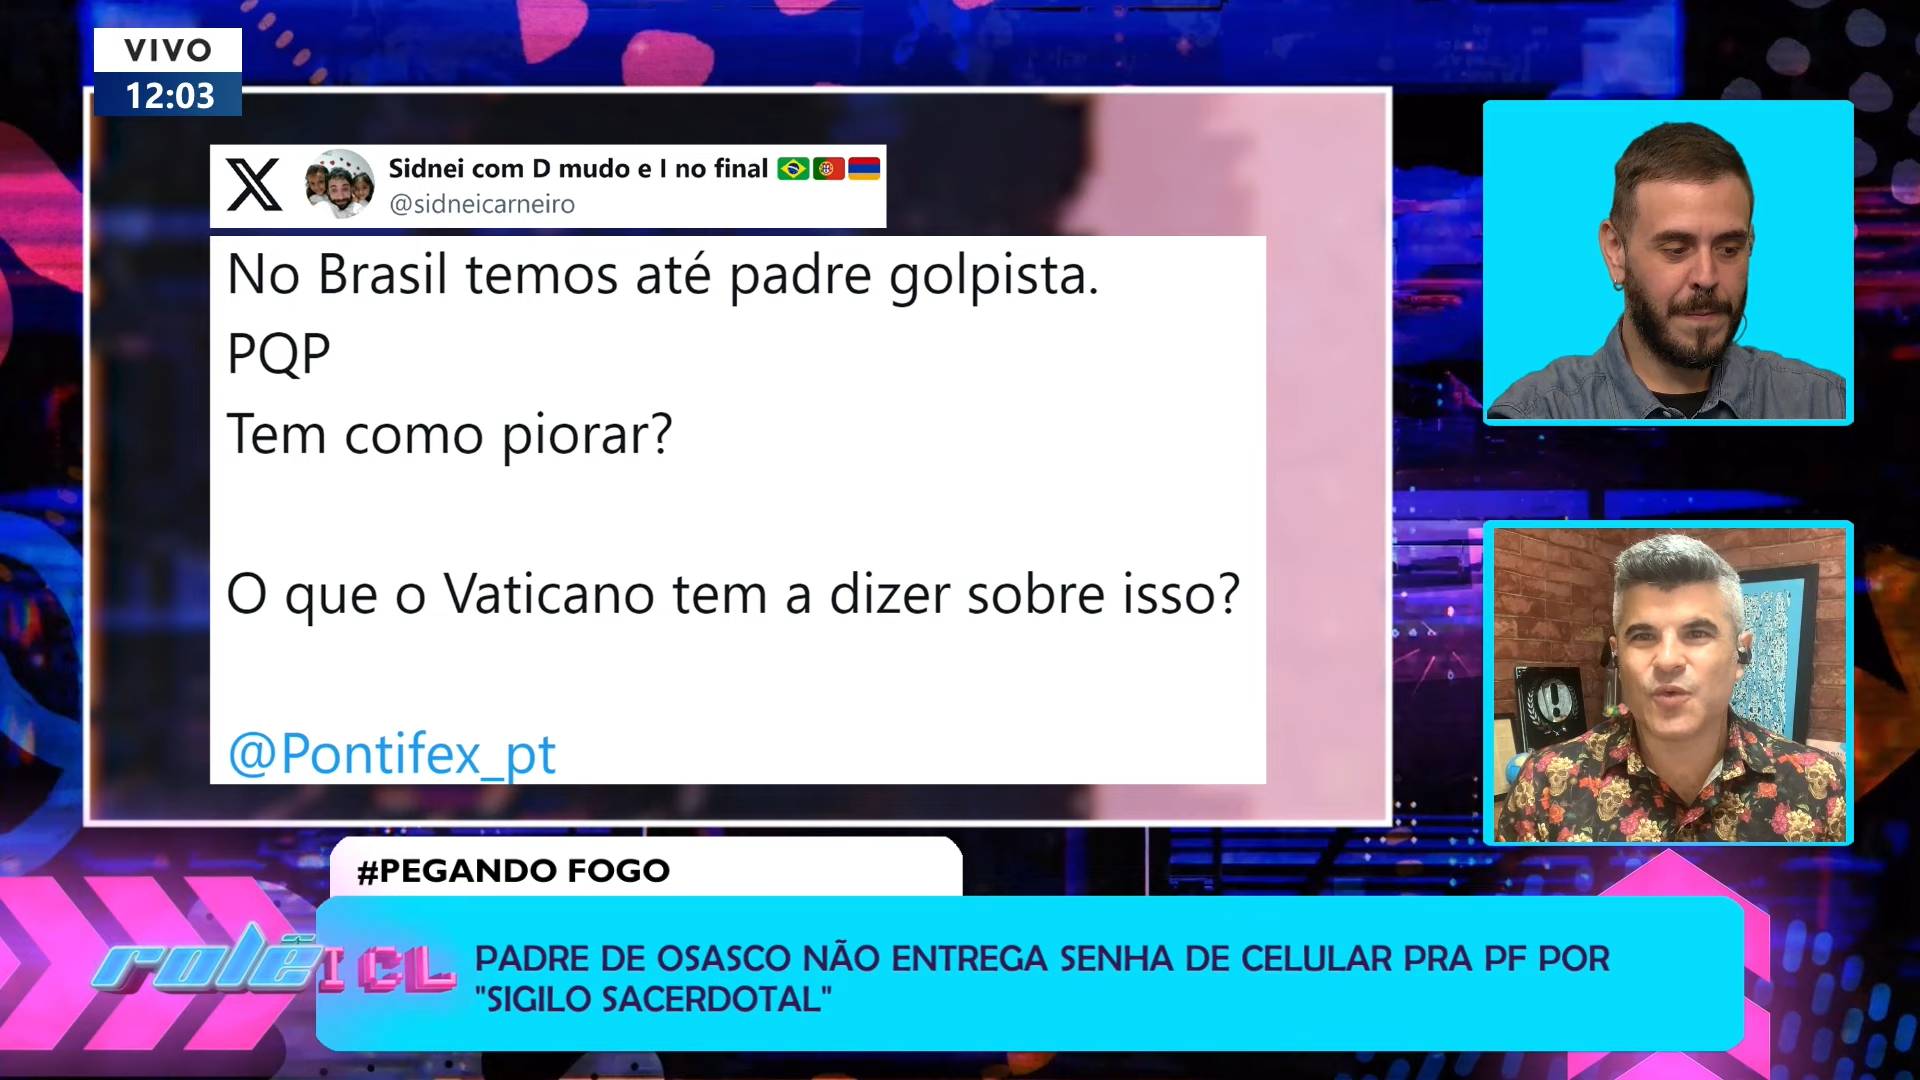 VIVO
12:03
Sidnei com D mudo e I no final
@sidneicarneiro
No Brasil temos até padre golpista.
PQP
Tem como piorar?
O que o Vaticano tem a dizer sobre isso?
@Pontifex_pt
#PEGANDO FOGO
rolê ICL
PADRE DE OSASCO NÃO ENTREGA SENHA DE CELULAR PRA PF POR
"SIGILO SACERDOTAL"